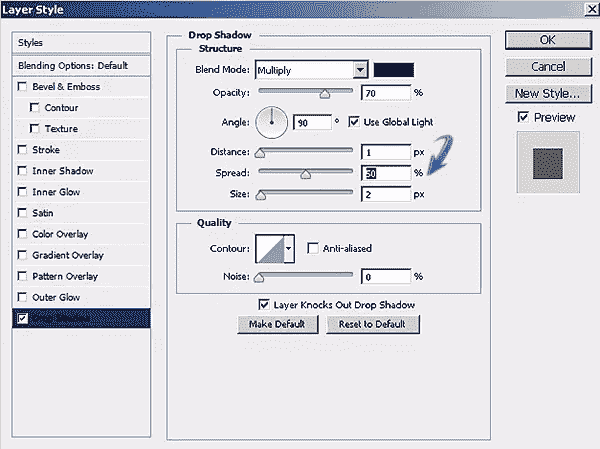 Layer Style
Styles
Blending Options: Default
Bevel & Emboss
Contour
Texture
Stroke
Inner Shadow
Inner Glow
Satin
Color Overlay
Gradient Overlay
Pattern Overlay
Outer Glow
Drop Shadow
Structure
Blend Mode: Multiply
Opacity: 70 %
Angle: 90 ° Use Global Light
Distance: 1 px
Spread: 50 %
Size: 2 px
Quality
Contour: Anti-aliased
Noise: 0 %
Layer Knocks Out Drop Shadow
Make Default Reset to Default
OK
Cancel
New Style...
Preview